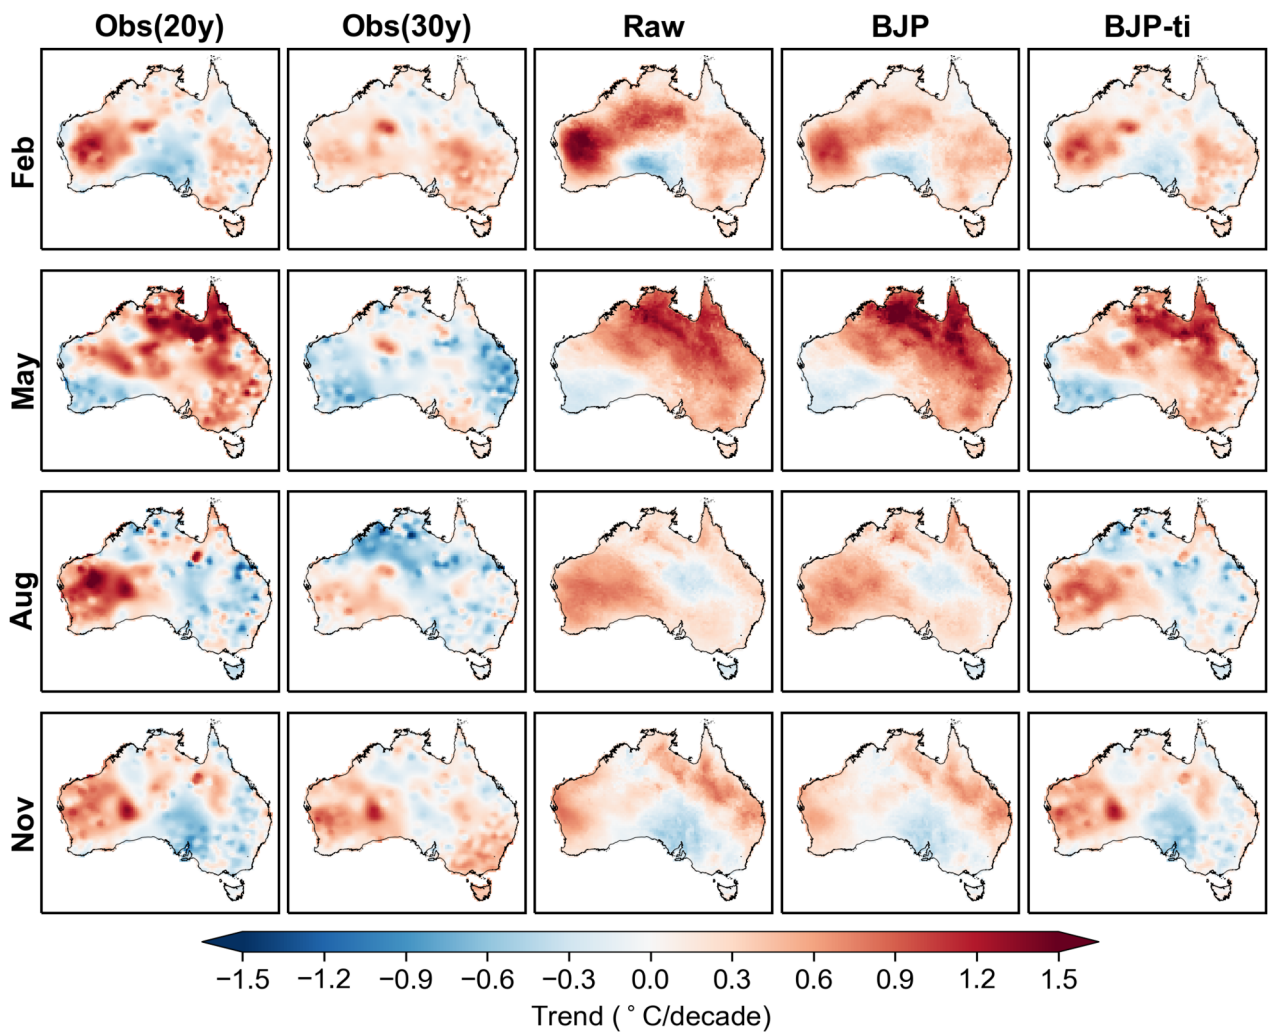 Obs(20y) Obs(30y) Raw BJP BJP-ti
Feb
May
Aug
Nov
−1.5 −1.2 −0.9 −0.6 −0.3 0.0 0.3 0.6 0.9 1.2 1.5
Trend (°C/decade)